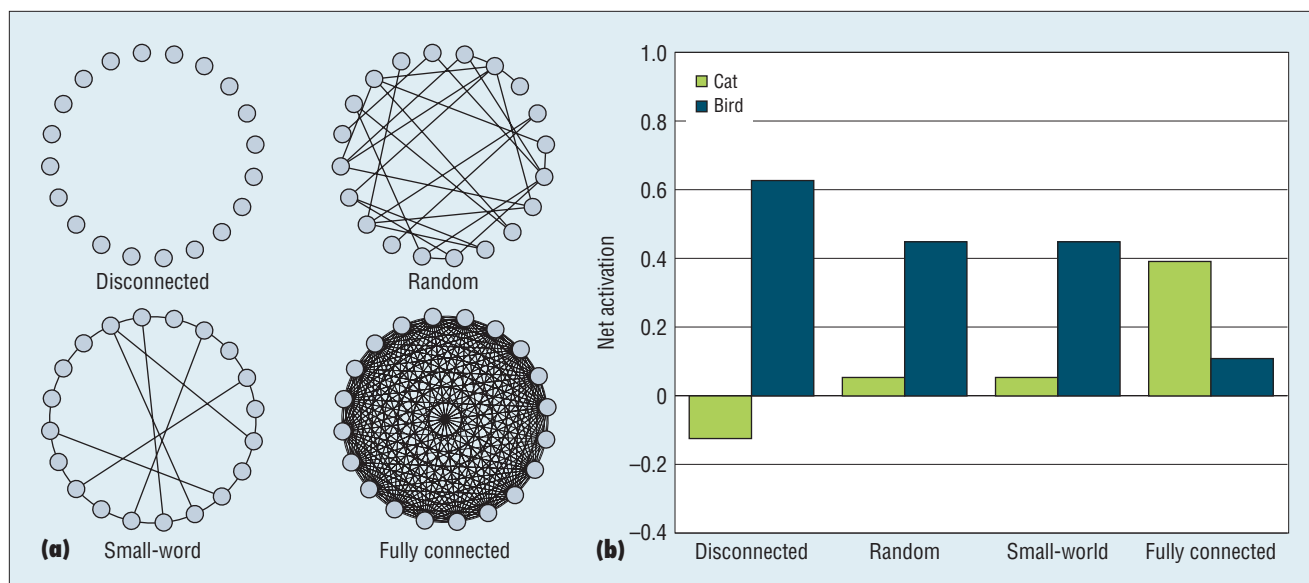 Disconnected
Random
Small-word
Fully connected
(a)
1.0
0.8
0.6
0.4
0.2
0
–0.2
–0.4
Net activation
Cat
Bird
Disconnected
Random
Small-world
Fully connected
(b)